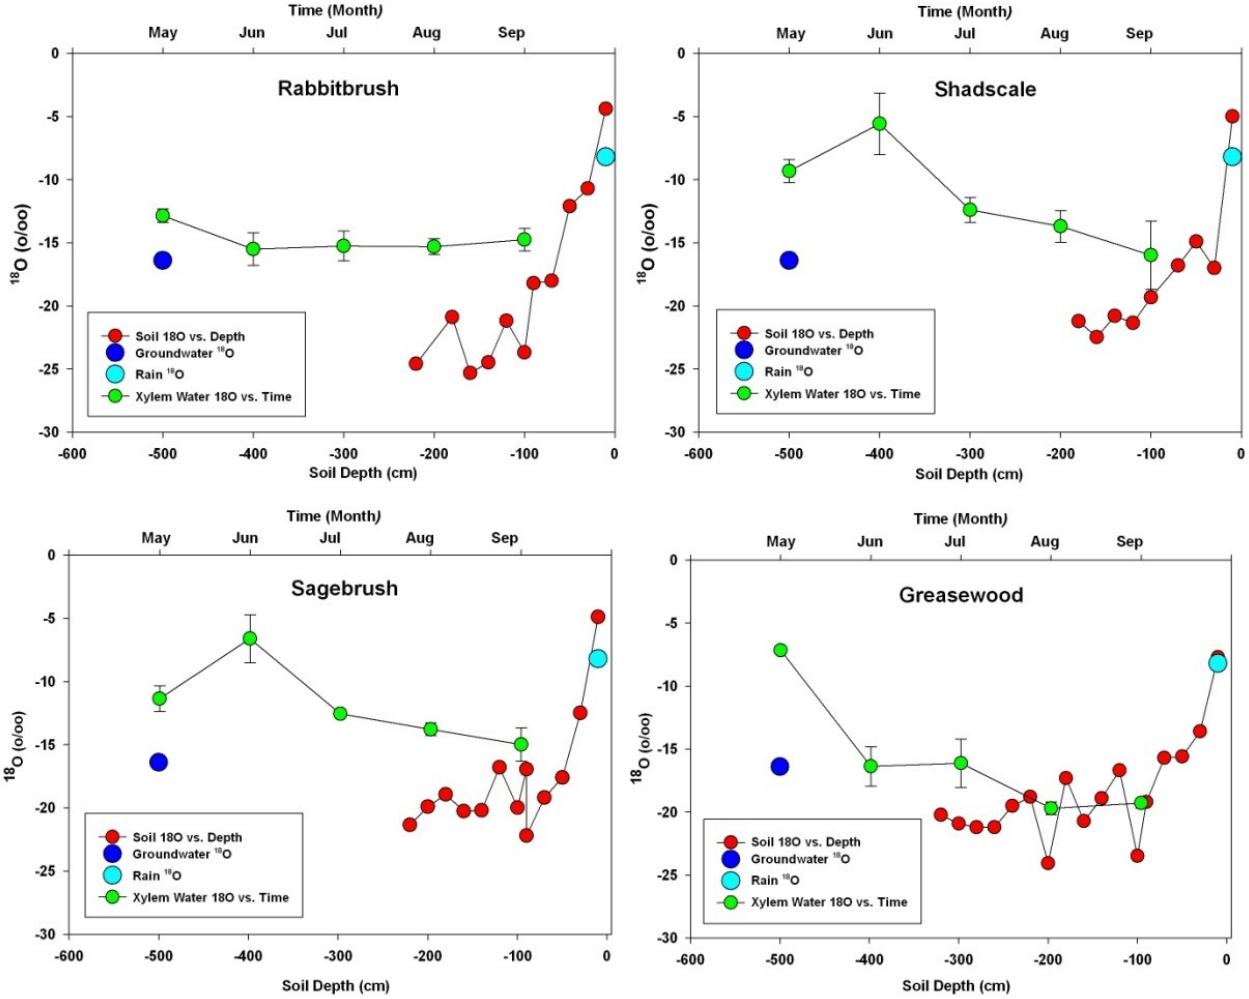 Time (Month)
May Jun Jul Aug Sep
Rabbitbrush
0
-5
-10
-15
-20
-25
-30
¹⁸O (o/oo)
Soil 18O vs. Depth
Groundwater ¹⁸O
Rain ¹⁸O
Xylem Water 18O vs. Time
-600 -500 -400 -300 -200 -100 0
Soil Depth (cm)
Time (Month)
May Jun Jul Aug Sep
Shadscale
0
-5
-10
-15
-20
-25
-30
¹⁸O (o/oo)
Soil 18O vs. Depth
Groundwater ¹⁸O
Rain ¹⁸O
Xylem Water 18O vs. Time
-600 -500 -400 -300 -200 -100 0
Soil Depth (cm)
Time (Month)
May Jun Jul Aug Sep
Sagebrush
0
-5
-10
-15
-20
-25
-30
¹⁸O (o/oo)
Soil 18O vs. Depth
Groundwater ¹⁸O
Rain ¹⁸O
Xylem Water 18O vs. Time
-600 -500 -400 -300 -200 -100 0
Soil Depth (cm)
Time (Month)
May Jun Jul Aug Sep
Greasewood
0
-5
-10
-15
-20
-25
-30
¹⁸O (o/oo)
Soil 18O vs. Depth
Groundwater ¹⁸O
Rain ¹⁸O
Xylem Water 18O vs. Time
-600 -500 -400 -300 -200 -100 0
Soil Depth (cm)